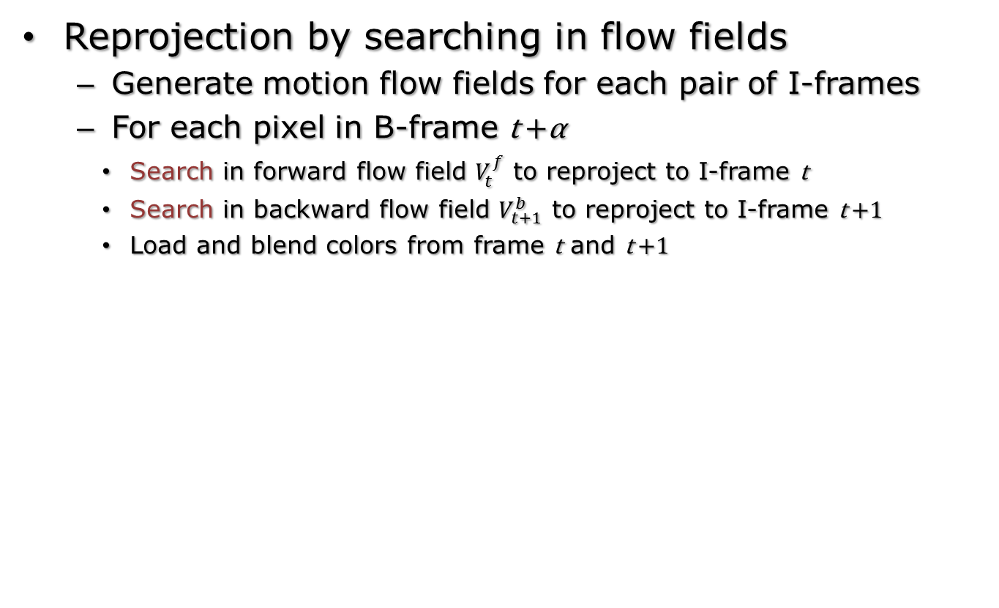 • Reprojection by searching in flow fields
– Generate motion flow fields for each pair of I-frames
– For each pixel in B-frame t+α
• Search in forward flow field V_t^f to reproject to I-frame t
• Search in backward flow field V_{t+1}^b to reproject to I-frame t+1
• Load and blend colors from frame t and t+1